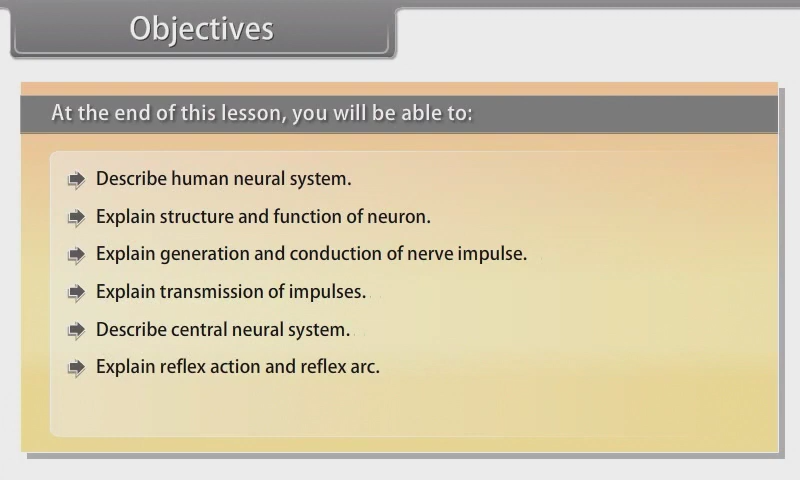 Objectives
At the end of this lesson, you will be able to:
Describe human neural system.
Explain structure and function of neuron.
Explain generation and conduction of nerve impulse.
Explain transmission of impulses.
Describe central neural system.
Explain reflex action and reflex arc.